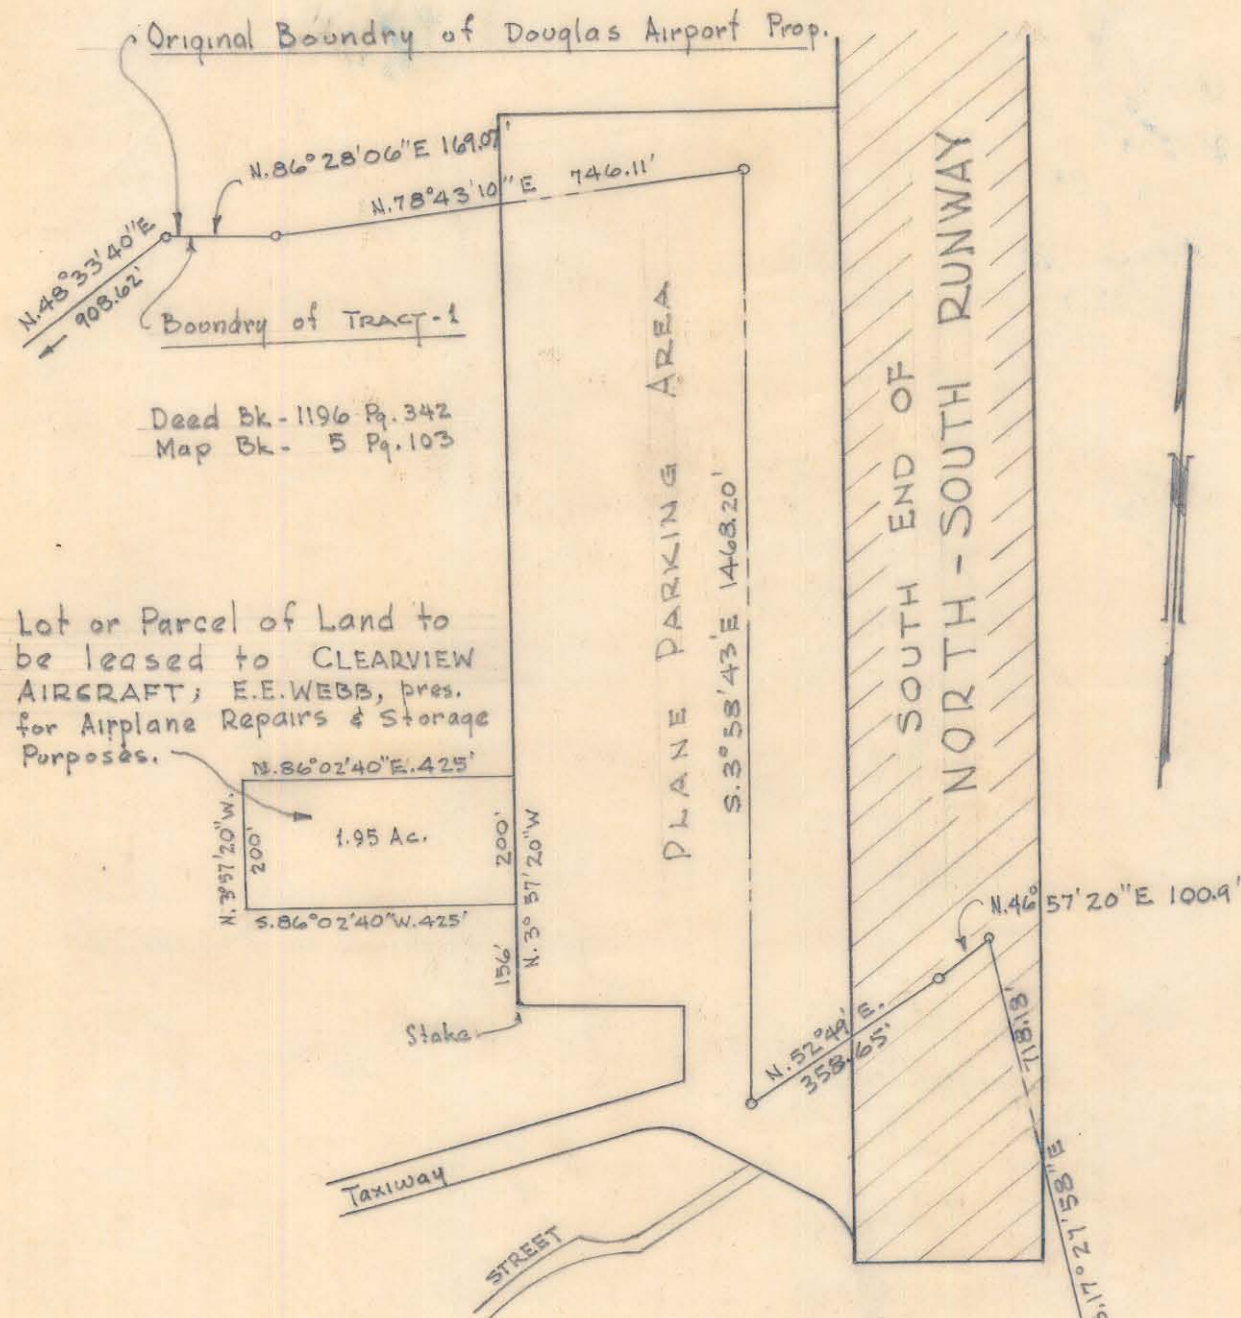 Original Boundry of Douglas Airport Prop.
N.86°28'06"E 169.07'
N.78°43'10"E 746.11'
N.48°33'40"E
908.62'
Boundry of TRACT-1
Deed Bk.-1196 Pg.342
Map Bk.- 5 Pg.103
PLANE PARKING AREA
S.3°58'43"E 1468.20'
SOUTH END OF
NORTH-SOUTH RUNWAY
Lot or Parcel of Land to
be leased to CLEARVIEW
AIRCRAFT; E.E.WEBB, pres.
for Airplane Repairs & Storage
Purposes.
N.86°02'40"E.425'
N.3°57'20"W.
200'
1.95 Ac.
200'
N.3°57'20"W
S.86°02'40"W.425'
156'
Stake
N.46°57'20"E 100.9'
N.52°49'E.
358.65'
718.18'
S.17°27'58"E
Taxiway
STREET